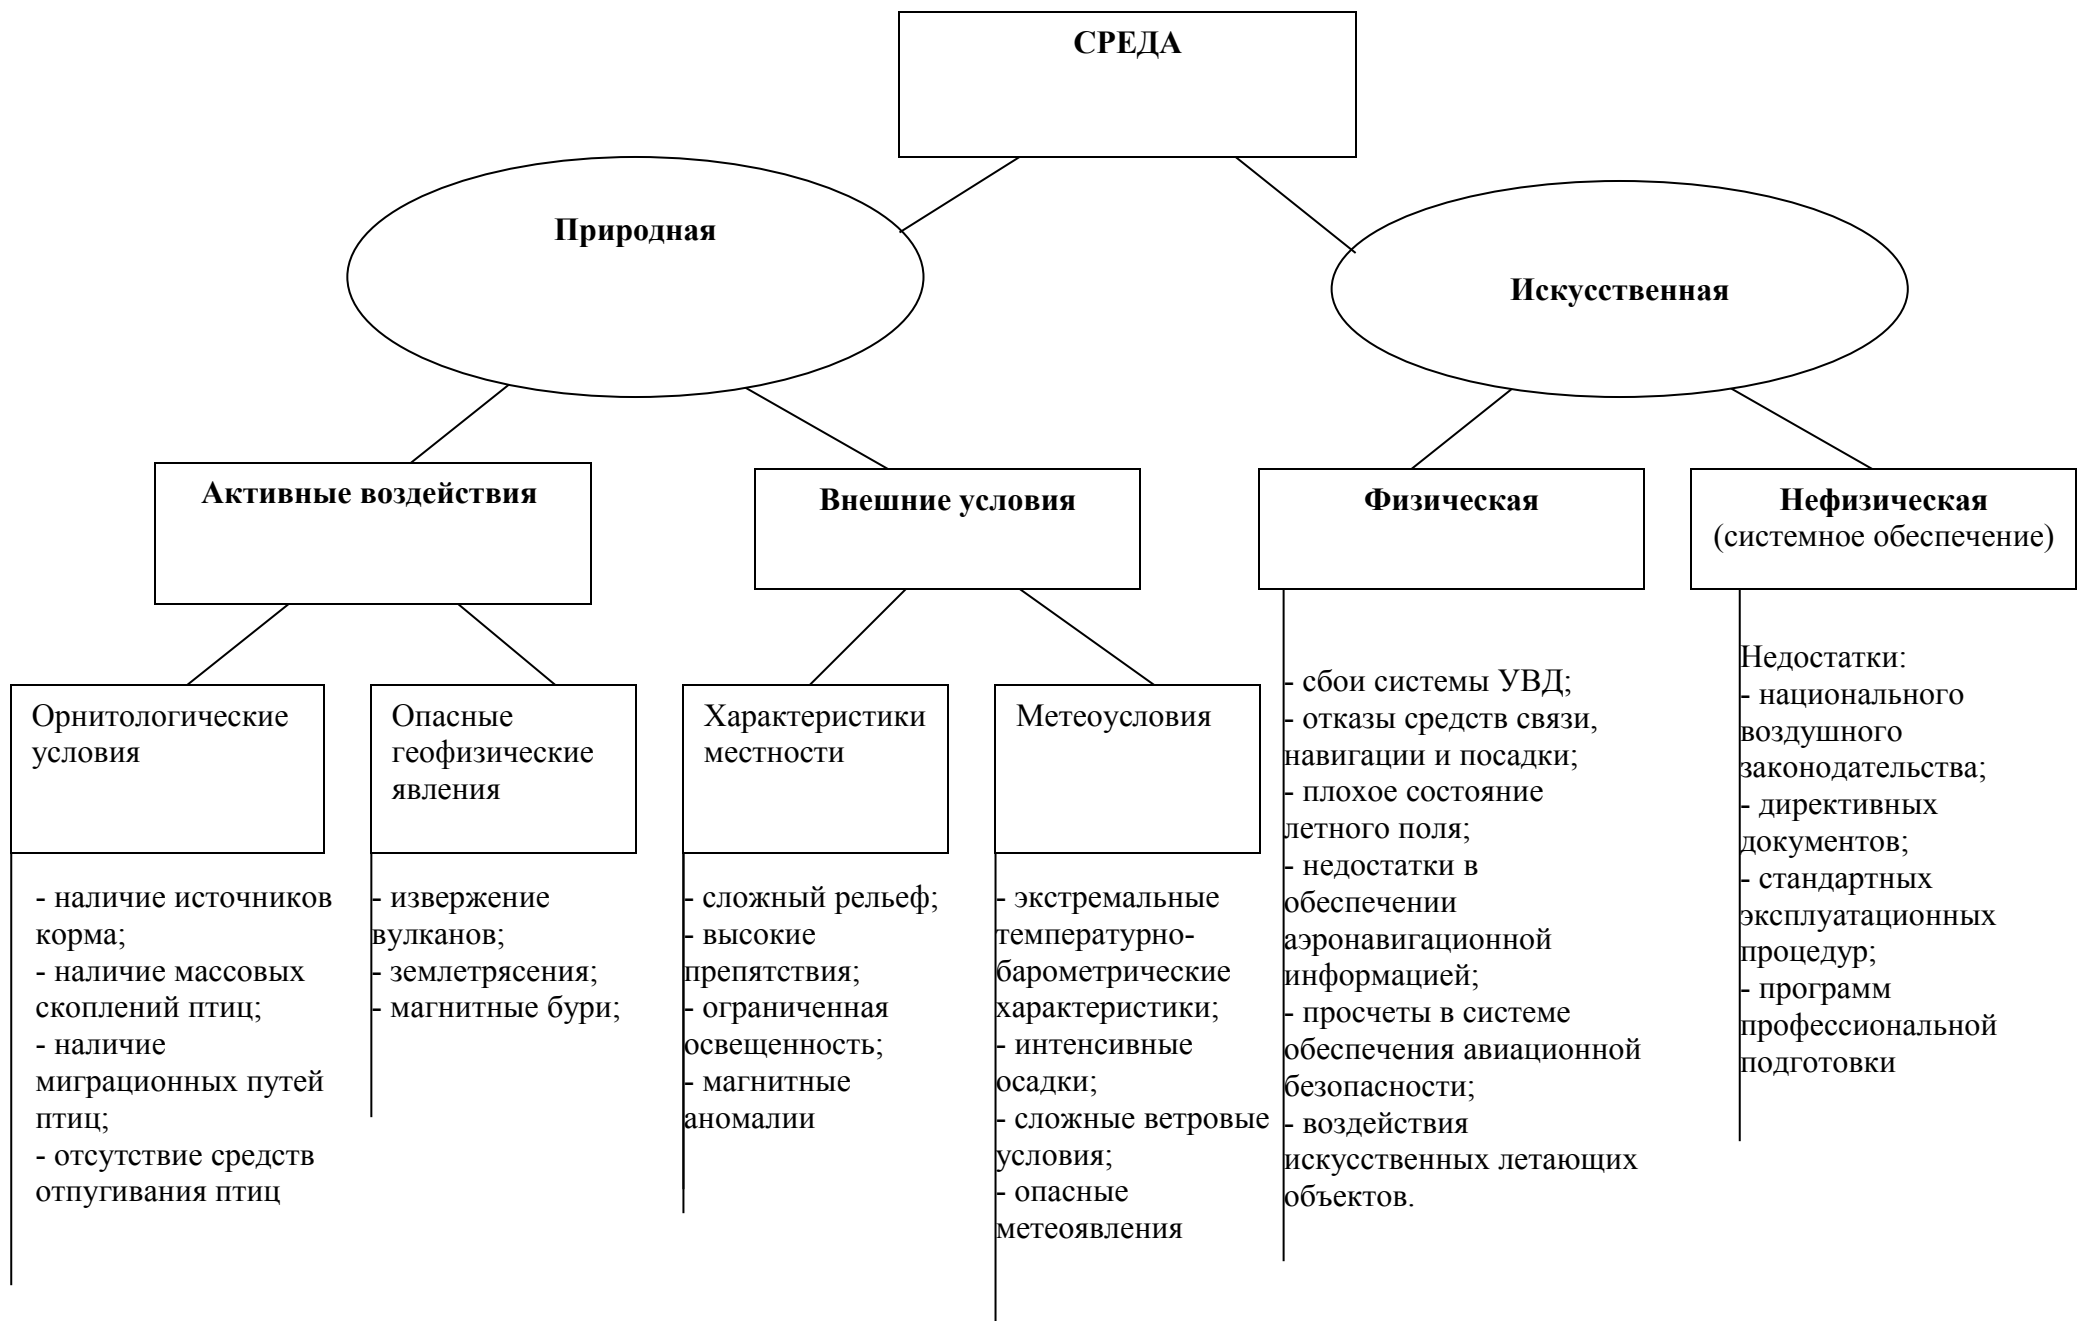 СРЕДА
Природная
Искусственная
Активные воздействия
Внешние условия
Физическая
Нефизическая
(системное обеспечение)
Орнитологические
условия
Опасные
геофизические
явления
Характеристики
местности
Метеоусловия
- наличие источников
корма;
- наличие массовых
скоплений птиц;
- наличие
миграционных путей
птиц;
- отсутствие средств
отпугивания птиц
- извержение
вулканов;
- землетрясения;
- магнитные бури;
- сложный рельеф;
- высокие
препятствия;
- ограниченная
освещенность;
- магнитные
аномалии
- экстремальные
температурно-
барометрические
характеристики;
- интенсивные
осадки;
- сложные ветровые
условия;
- опасные
метеоявления
- сбои системы УВД;
- отказы средств связи,
навигации и посадки;
- плохое состояние
летного поля;
- недостатки в
обеспечении
аэронавигационной
информацией;
- просчеты в системе
обеспечения авиационной
безопасности;
- воздействия
искусственных летающих
объектов.
Недостатки:
- национального
воздушного
законодательства;
- директивных
документов;
- стандартных
эксплуатационных
процедур;
- программ
профессиональной
подготовки